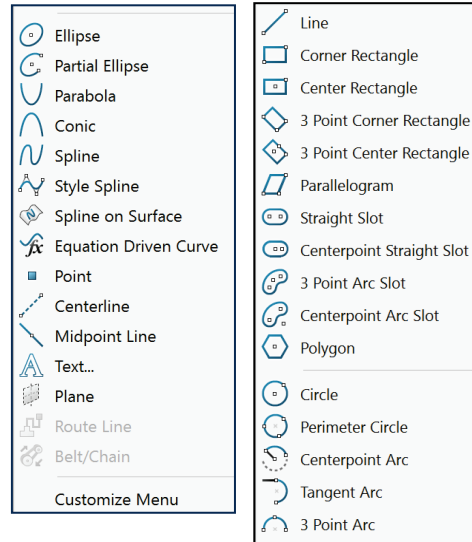 Ellipse
Partial Ellipse
Parabola
Conic
Spline
Style Spline
Spline on Surface
fx Equation Driven Curve
Point
Centerline
Midpoint Line
A Text...
Plane
Route Line
Belt/Chain
Customize Menu
Line
Corner Rectangle
Center Rectangle
3 Point Corner Rectangle
3 Point Center Rectangle
Parallelogram
Straight Slot
Centerpoint Straight Slot
3 Point Arc Slot
Centerpoint Arc Slot
Polygon
Circle
Perimeter Circle
Centerpoint Arc
Tangent Arc
3 Point Arc